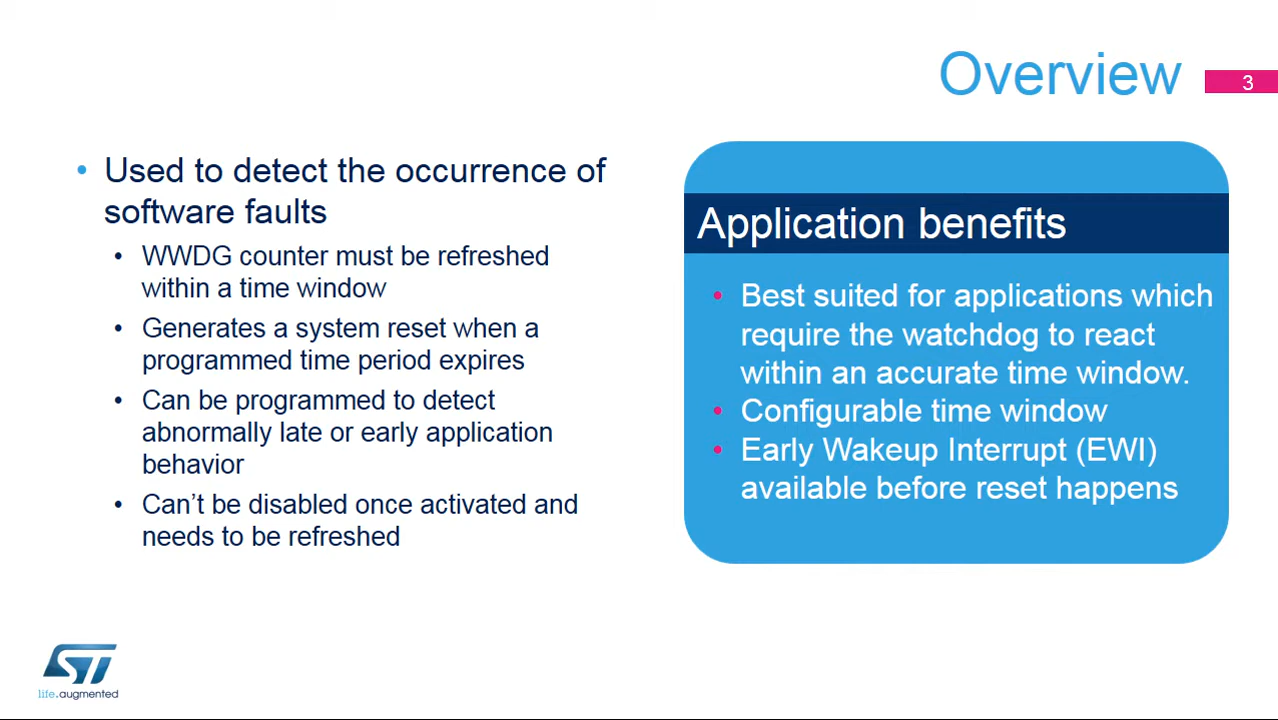 Overview
3
• Used to detect the occurrence of
software faults
• WWDG counter must be refreshed
within a time window
• Generates a system reset when a
programmed time period expires
• Can be programmed to detect
abnormally late or early application
behavior
• Can’t be disabled once activated and
needs to be refreshed
Application benefits
• Best suited for applications which
require the watchdog to react
within an accurate time window.
• Configurable time window
• Early Wakeup Interrupt (EWI)
available before reset happens
ST
life.augmented